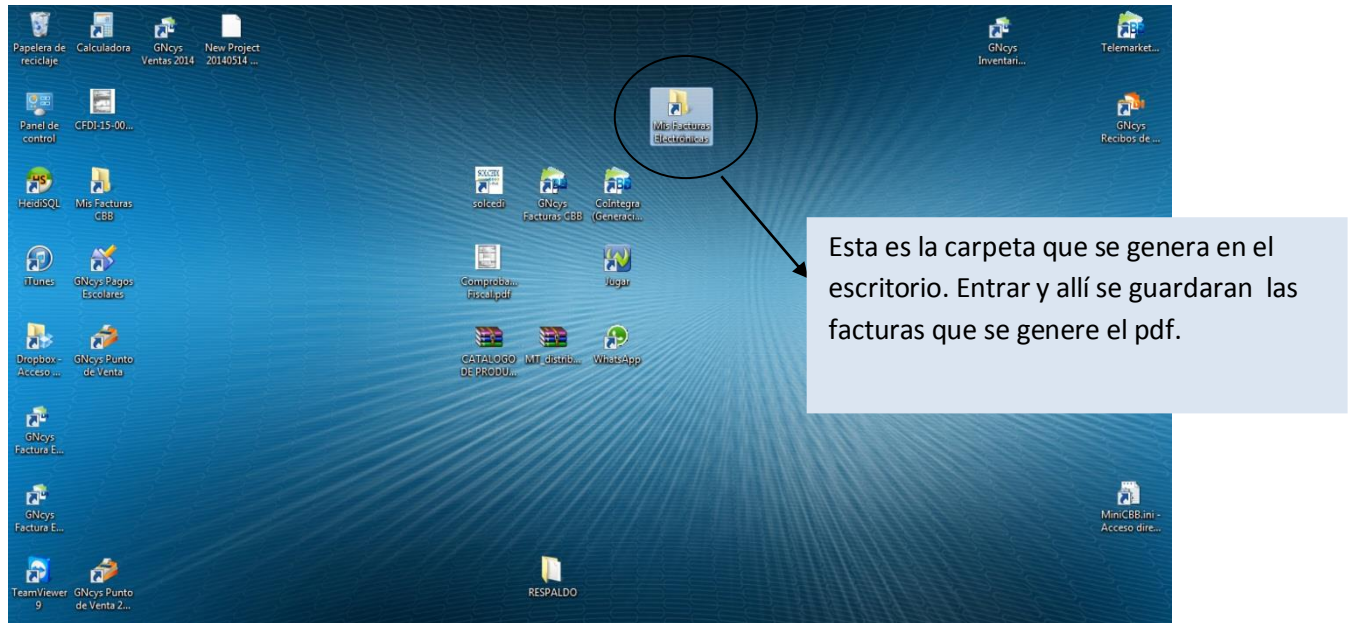 Papelera de
reciclaje
Calculadora
GNcys
Ventas 2014
New Project
20140514 ...
GNcys
Inventari...
Telemarket...
Panel de
control
CFDI-15-00...
Mis Facturas
Electrónicas
GNcys
Recibos de ...
HeidiSQL
Mis Facturas
CBB
SOLCEDI
solcedi
GNcys
Facturas CBB
CoIntegra
(Generaci...
Esta es la carpeta que se genera en el
escritorio. Entrar y allí se guardaran las
facturas que se genere el pdf.
iTunes
GNcys Pagos
Escolares
Comproba...
Fiscal.pdf
Jugar
Dropbox -
Acceso ...
GNcys Punto
de Venta
CATALOGO
DE PRODU...
MT_distrib...
WhatsApp
GNcys
Factura E...
GNcys
Factura E...
MiniCBB.ini -
Acceso dire...
TeamViewer
9
GNcys Punto
de Venta 2...
RESPALDO